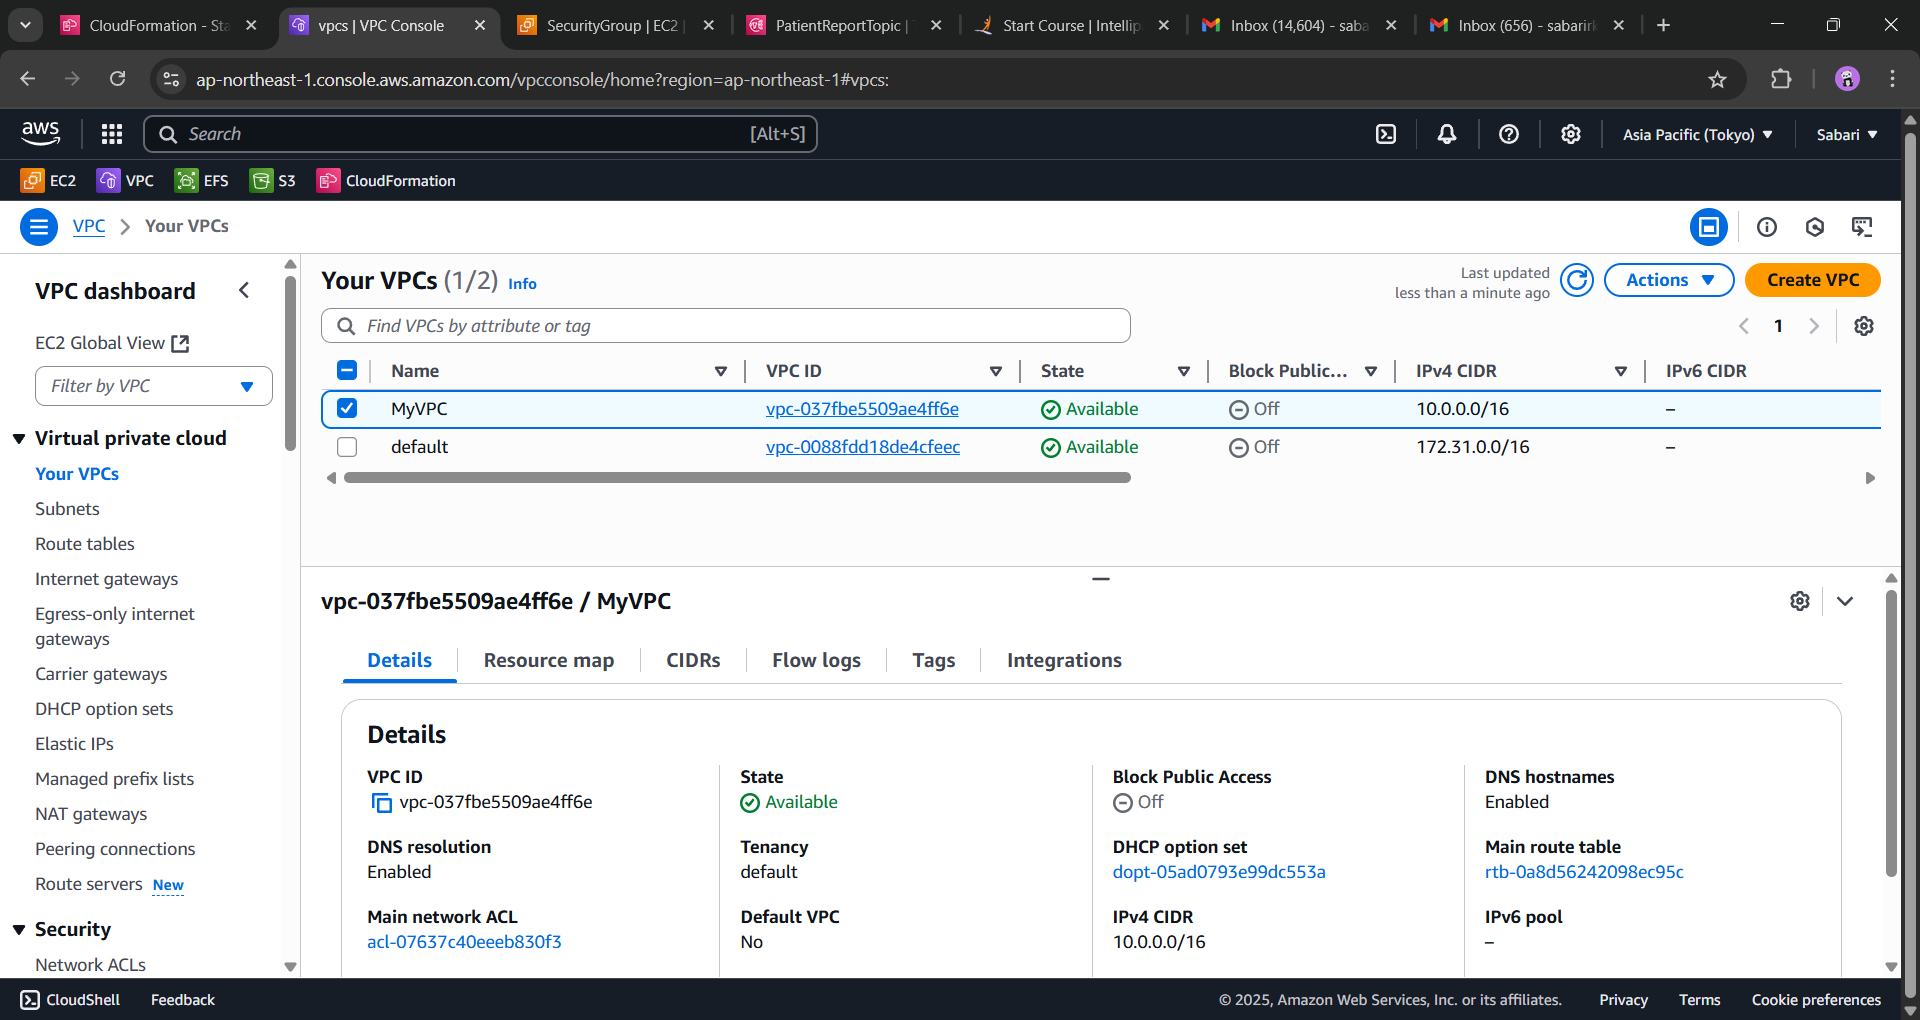 CloudFormation - Sta
vpcs | VPC Console
SecurityGroup | EC2 |
PatientReportTopic |
Start Course | Intellip
Inbox (14,604) - saba
Inbox (656) - sabarirk
ap-northeast-1.console.aws.amazon.com/vpcconsole/home?region=ap-northeast-1#vpcs:
aws
Search
[Alt+S]
Asia Pacific (Tokyo)
Sabari
EC2
VPC
EFS
S3
CloudFormation
VPC
Your VPCs
VPC dashboard
EC2 Global View
Filter by VPC
Virtual private cloud
Your VPCs
Subnets
Route tables
Internet gateways
Egress-only internet
gateways
Carrier gateways
DHCP option sets
Elastic IPs
Managed prefix lists
NAT gateways
Peering connections
Route servers New
Security
Network ACLs
Your VPCs (1/2) Info
Last updated
less than a minute ago
Actions
Create VPC
Find VPCs by attribute or tag
1
Name VPC ID State Block Public... IPv4 CIDR IPv6 CIDR
MyVPC vpc-037fbe5509ae4ff6e Available Off 10.0.0.0/16 –
default vpc-0088fdd18de4cfeec Available Off 172.31.0.0/16 –
vpc-037fbe5509ae4ff6e / MyVPC
Details Resource map CIDRs Flow logs Tags Integrations
Details
VPC ID
vpc-037fbe5509ae4ff6e
State
Available
Block Public Access
Off
DNS hostnames
Enabled
DNS resolution
Enabled
Tenancy
default
DHCP option set
dopt-05ad0793e99dc553a
Main route table
rtb-0a8d56242098ec95c
Main network ACL
acl-07637c40eeeb830f3
Default VPC
No
IPv4 CIDR
10.0.0.0/16
IPv6 pool
–
CloudShell
Feedback
© 2025, Amazon Web Services, Inc. or its affiliates.
Privacy
Terms
Cookie preferences